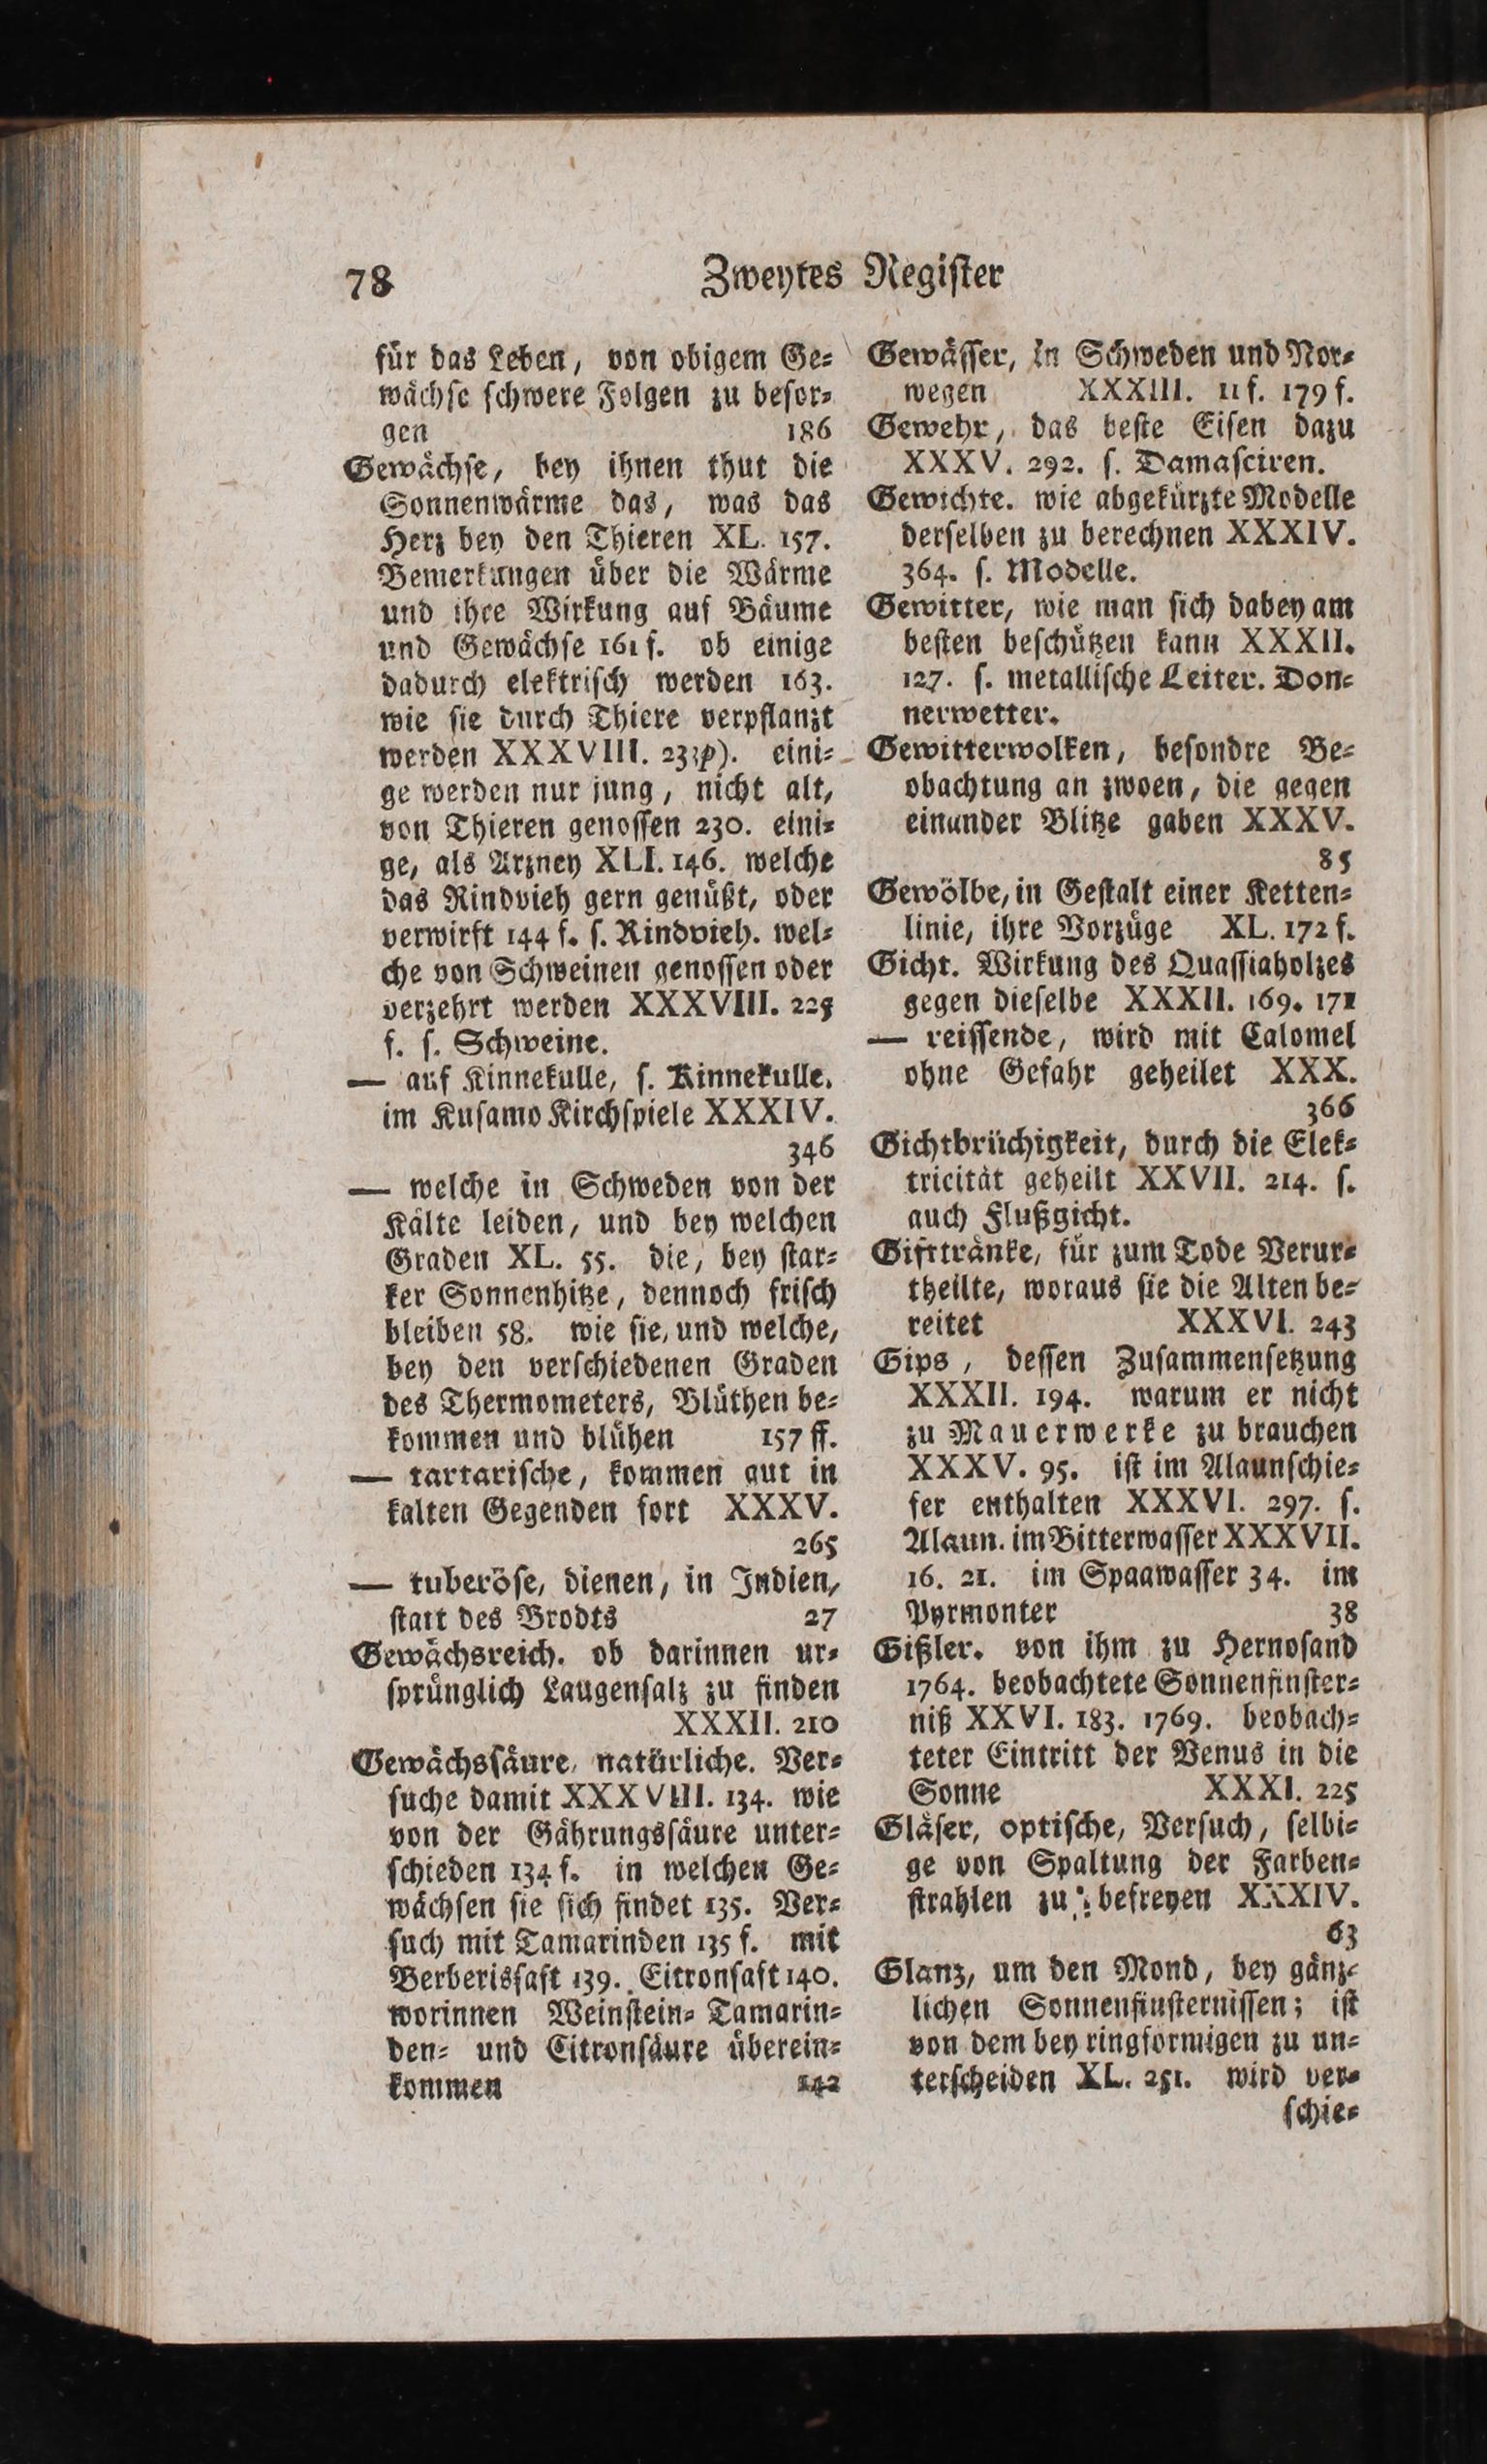 78 Zweytes Regiſter
für das Leben, von obigem Ge⸗
wächſe ſchwere Folgen zu beſor⸗
gen 186
Gewächſe, bey ihnen thut die
Sonnenwärme das, was das
Herz bey den Thieren XL. 157.
Bemerkungen über die Wärme
und ihre Wirkung auf Bäume
und Gewächſe 161 f. ob einige
dadurch elektriſch werden 163.
wie ſie durch Thiere verpflanzt
werden XXXVIII. 231p). eini⸗
ge werden nur jung, nicht alt,
von Thieren genoſſen 230. eini⸗
ge, als Arzney XLI. 146. welche
das Rindvieh gern genüßt, oder
verwirft 144 f. ſ. Rindvieh. wel⸗
che von Schweinen genoſſen oder
verzehrt werden XXXVIII. 225
f. ſ. Schweine.
— auf Kinnekulle, ſ. Kinnekulle.
im Kuſamo Kirchſpiele XXXIV.
346
— welche in Schweden von der
Kälte leiden, und bey welchen
Graden XL. 55. die, bey ſtar⸗
ker Sonnenhitze, dennoch friſch
bleiben 58. wie ſie, und welche,
bey den verſchiedenen Graden
des Thermometers, Blüthen be⸗
kommen und blühen 157 ff.
— tartariſche, kommen gut in
kalten Gegenden fort XXXV.
265
— tuberöſe, dienen, in Indien,
ſtatt des Brodts 27
Gewächsreich. ob darinnen ur⸗
ſprünglich Laugenſalz zu finden
XXXII. 210
Gewächsſäure, natürliche. Ver⸗
ſuche damit XXXVIII. 134. wie
von der Gährungsſäure unter⸗
ſchieden 134 f. in welchen Ge⸗
wächſen ſie ſich findet 135. Ver⸗
ſuch mit Tamarinden 135 f. mit
Berberisſaft 139. Citronſaft 140.
worinnen Weinſtein⸗ Tamarin⸗
den⸗ und Citronſäure überein⸗
kommen 142
Gewäſſer, in Schweden und Nor⸗
wegen XXXIII. 11 f. 179 f.
Gewehr, das beſte Eiſen dazu
XXXV. 292. ſ. Damaſciren.
Gewichte. wie abgekürzte Modelle
derſelben zu berechnen XXXIV.
364. ſ. Modelle.
Gewitter, wie man ſich dabey am
beſten beſchützen kann XXXII.
127. ſ. metalliſche Leiter. Don⸗
nerwetter.
Gewitterwolken, beſondre Be⸗
obachtung an zwoen, die gegen
einander Blitze gaben XXXV.
85
Gewölbe, in Geſtalt einer Ketten⸗
linie, ihre Vorzüge XL. 172 f.
Gicht. Wirkung des Quaſſiaholzes
gegen dieſelbe XXXII. 169. 171
— reiſſende, wird mit Calomel
ohne Gefahr geheilet XXX.
366
Gichtbrüchigkeit, durch die Elek⸗
tricität geheilt XXVII. 214. ſ.
auch Flußgicht.
Gifttränke, für zum Tode Verur⸗
theilte, woraus ſie die Alten be⸗
reitet XXXVI. 243
Gips, deſſen Zuſammenſetzung
XXXII. 194. warum er nicht
zu Mauerwerke zu brauchen
XXXV. 95. iſt im Alaunſchie⸗
fer enthalten XXXVI. 297. ſ.
Alaun. im Bitterwaſſer XXXVII.
16. 21. im Spaawaſſer 34. im
Pyrmonter 38
Gißler. von ihm zu Hernoſand
1764. beobachtete Sonnenfinſter⸗
niß XXVI. 183. 1769. beobach⸗
teter Eintritt der Venus in die
Sonne XXXI. 225
Gläſer, optiſche, Verſuch, ſelbi⸗
ge von Spaltung der Farben⸗
ſtrahlen zu befreyen XXXIV.
63
Glanz, um den Mond, bey gänz⸗
lichen Sonnenfinſterniſſen; iſt
von dem bey ringförmigen zu un⸗
terſcheiden XL. 251. wird ver⸗
ſchie⸗